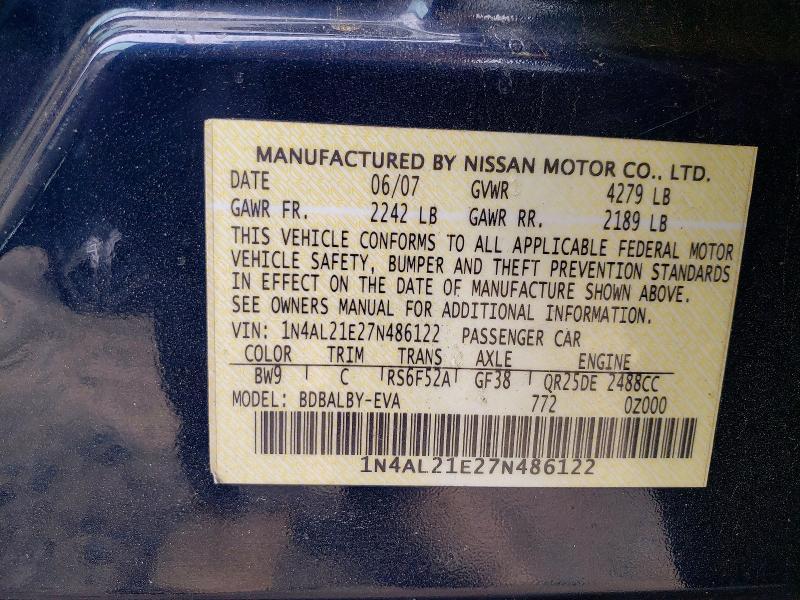 MANUFACTURED BY NISSAN MOTOR CO., LTD.
DATE 06/07 GVWR 4279 LB
GAWR FR. 2242 LB GAWR RR. 2189 LB
THIS VEHICLE CONFORMS TO ALL APPLICABLE FEDERAL MOTOR
VEHICLE SAFETY, BUMPER AND THEFT PREVENTION STANDARDS
IN EFFECT ON THE DATE OF MANUFACTURE SHOWN ABOVE.
SEE OWNERS MANUAL FOR ADDITIONAL INFORMATION.
VIN: 1N4AL21E27N486122 PASSENGER CAR
COLOR TRIM TRANS AXLE ENGINE
BW9 C RS6F52A GF38 QR25DE 2488CC
MODEL: BDBALBY-EVA 772 0Z000
1N4AL21E27N486122